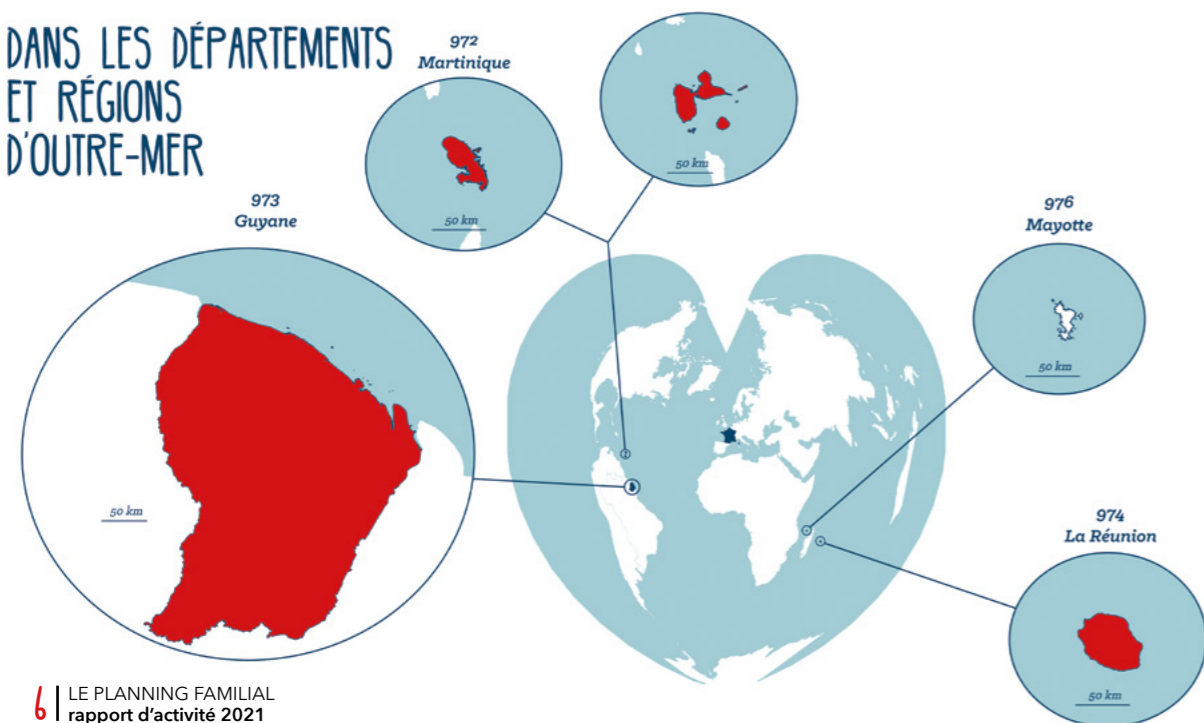 DANS LES DÉPARTEMENTS
ET RÉGIONS
D'OUTRE-MER
972
Martinique
50 km
50 km
973
Guyane
50 km
976
Mayotte
50 km
974
La Réunion
50 km
6 | LE PLANNING FAMILIAL
rapport d'activité 2021